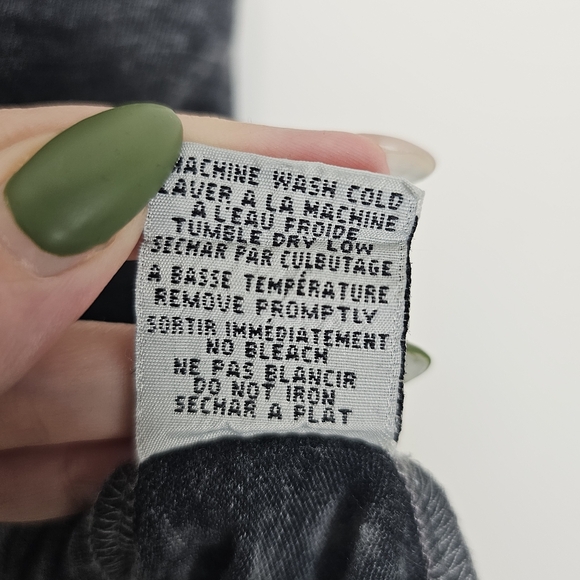 MACHINE WASH COLD
LAVER À LA MACHINE
A L'EAU FROIDE
TUMBLE DRY LOW
SECHAR PAR CULBUTAGE
A BASSE TEMPÉRATURE
REMOVE PROMPTLY
SORTIR IMMÉDIATEMENT
NO BLEACH
NE PAS BLANCIR
DO NOT IRON
SECHAR A PLAT